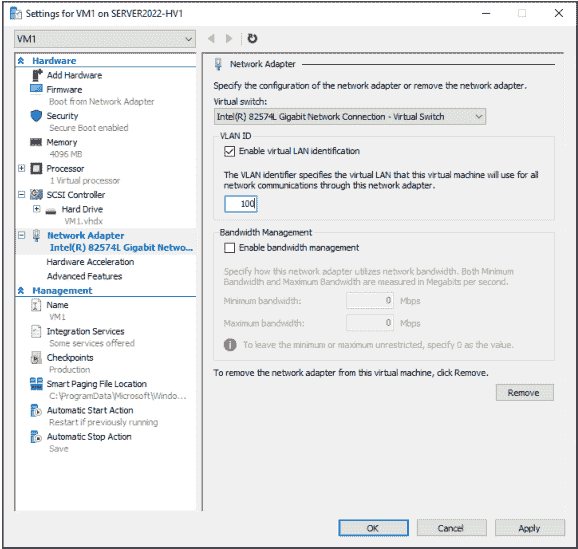 Settings for VM1 on SERVER2022-HV1
VM1
Hardware
Add Hardware
Firmware
Boot from Network Adapter
Security
Secure Boot enabled
Memory
4096 MB
Processor
1 Virtual processor
SCSI Controller
Hard Drive
VM1.vhdx
Network Adapter
Intel(R) 82574L Gigabit Netwo...
Hardware Acceleration
Advanced Features
Management
Name
VM1
Integration Services
Some services offered
Checkpoints
Production
Smart Paging File Location
C:\ProgramData\Microsoft\Windo...
Automatic Start Action
Restart if previously running
Automatic Stop Action
Save
Network Adapter
Specify the configuration of the network adapter or remove the network adapter.
Virtual switch:
Intel(R) 82574L Gigabit Network Connection - Virtual Switch
VLAN ID
Enable virtual LAN identification
The VLAN identifier specifies the virtual LAN that this virtual machine will use for all
network communications through this network adapter.
100
Bandwidth Management
Enable bandwidth management
Specify how this network adapter utilizes network bandwidth. Both Minimum
Bandwidth and Maximum Bandwidth are measured in Megabits per second.
Minimum bandwidth: 0 Mbps
Maximum bandwidth: 0 Mbps
To leave the minimum or maximum unrestricted, specify 0 as the value.
To remove the network adapter from this virtual machine, click Remove.
Remove
OK Cancel Apply